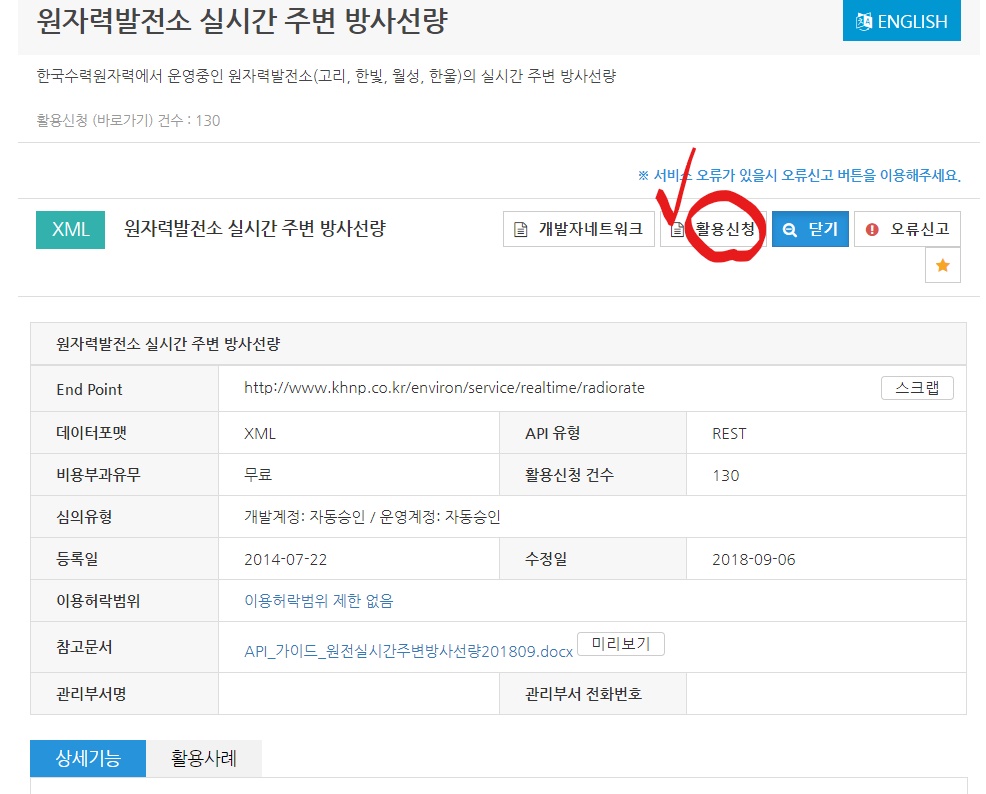 원자력발전소 실시간 주변 방사선량
ENGLISH
한국수력원자력에서 운영중인 원자력발전소(고리, 한빛, 월성, 한울)의 실시간 주변 방사선량
활용신청 (바로가기) 건수 : 130
※ 서비스 오류가 있을시 오류신고 버튼을 이용해주세요.
XML 원자력발전소 실시간 주변 방사선량 개발자네트워크 활용신청 닫기 오류신고
원자력발전소 실시간 주변 방사선량
End Point http://www.khnp.co.kr/environ/service/realtime/radiorate 스크랩
데이터포맷 XML API 유형 REST
비용부과유무 무료 활용신청 건수 130
심의유형 개발계정: 자동승인 / 운영계정: 자동승인
등록일 2014-07-22 수정일 2018-09-06
이용허락범위 이용허락범위 제한 없음
참고문서 API_가이드_원전실시간주변방사선량201809.docx 미리보기
관리부서명 관리부서 전화번호
상세기능 활용사례